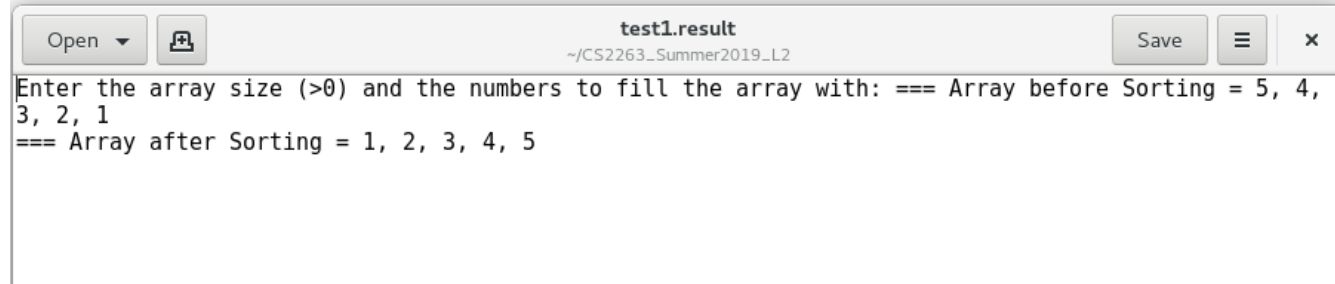 Open
test1.result
~/CS2263_Summer2019_L2
Save
Enter the array size (>0) and the numbers to fill the array with: === Array before Sorting = 5, 4,
3, 2, 1
=== Array after Sorting = 1, 2, 3, 4, 5